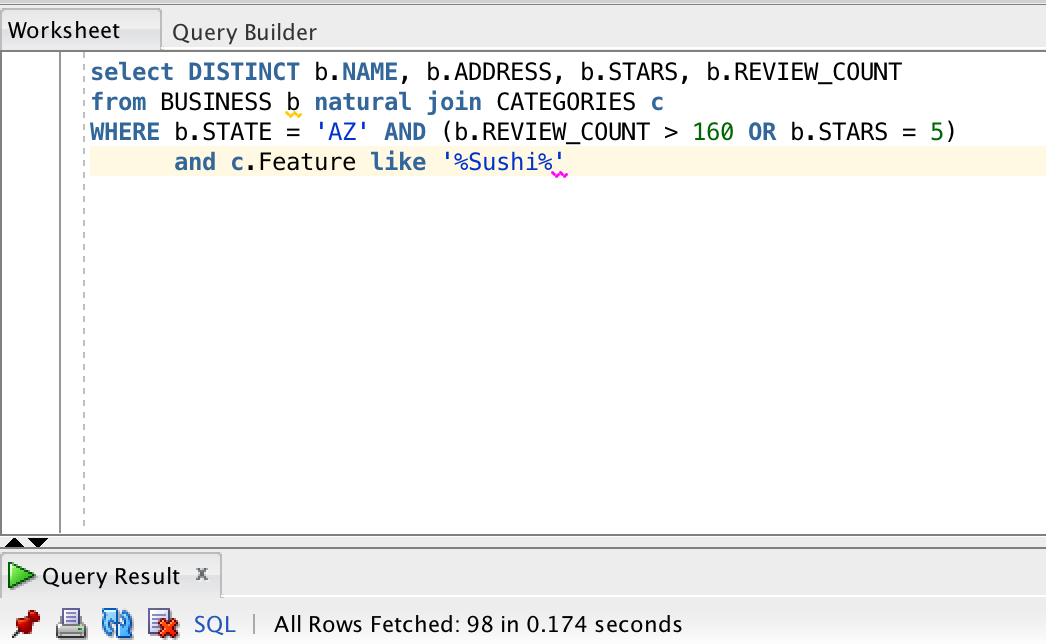 Worksheet Query Builder
select DISTINCT b.NAME, b.ADDRESS, b.STARS, b.REVIEW_COUNT
from BUSINESS b natural join CATEGORIES c
WHERE b.STATE = 'AZ' AND (b.REVIEW_COUNT > 160 OR b.STARS = 5)
and c.Feature like '%Sushi%'
Query Result x
SQL | All Rows Fetched: 98 in 0.174 seconds